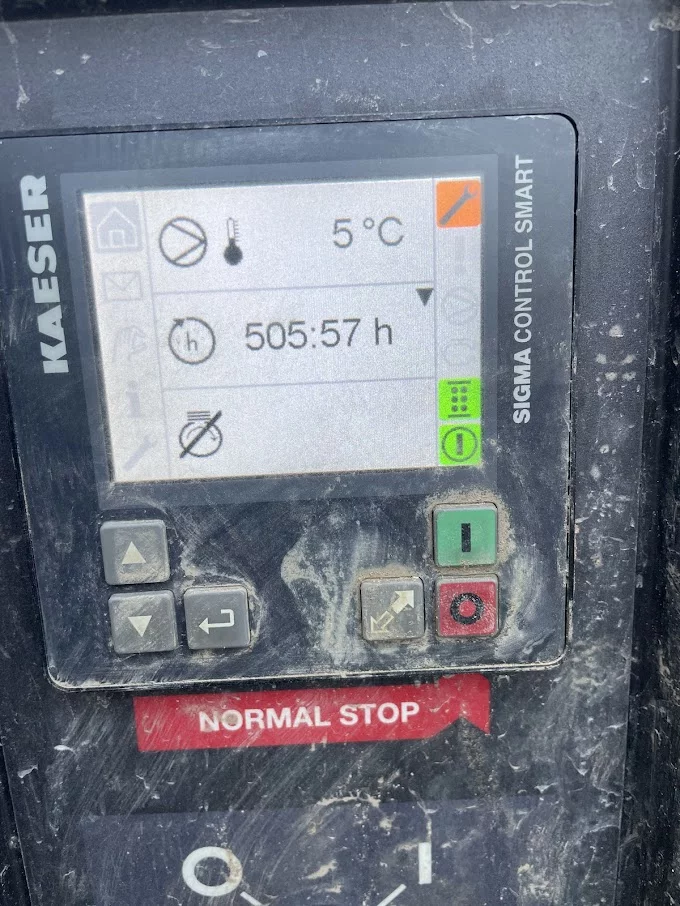 KAESER
5 °C
h
505:57 h
i
SIGMA CONTROL SMART
I
O
NORMAL STOP
O
I